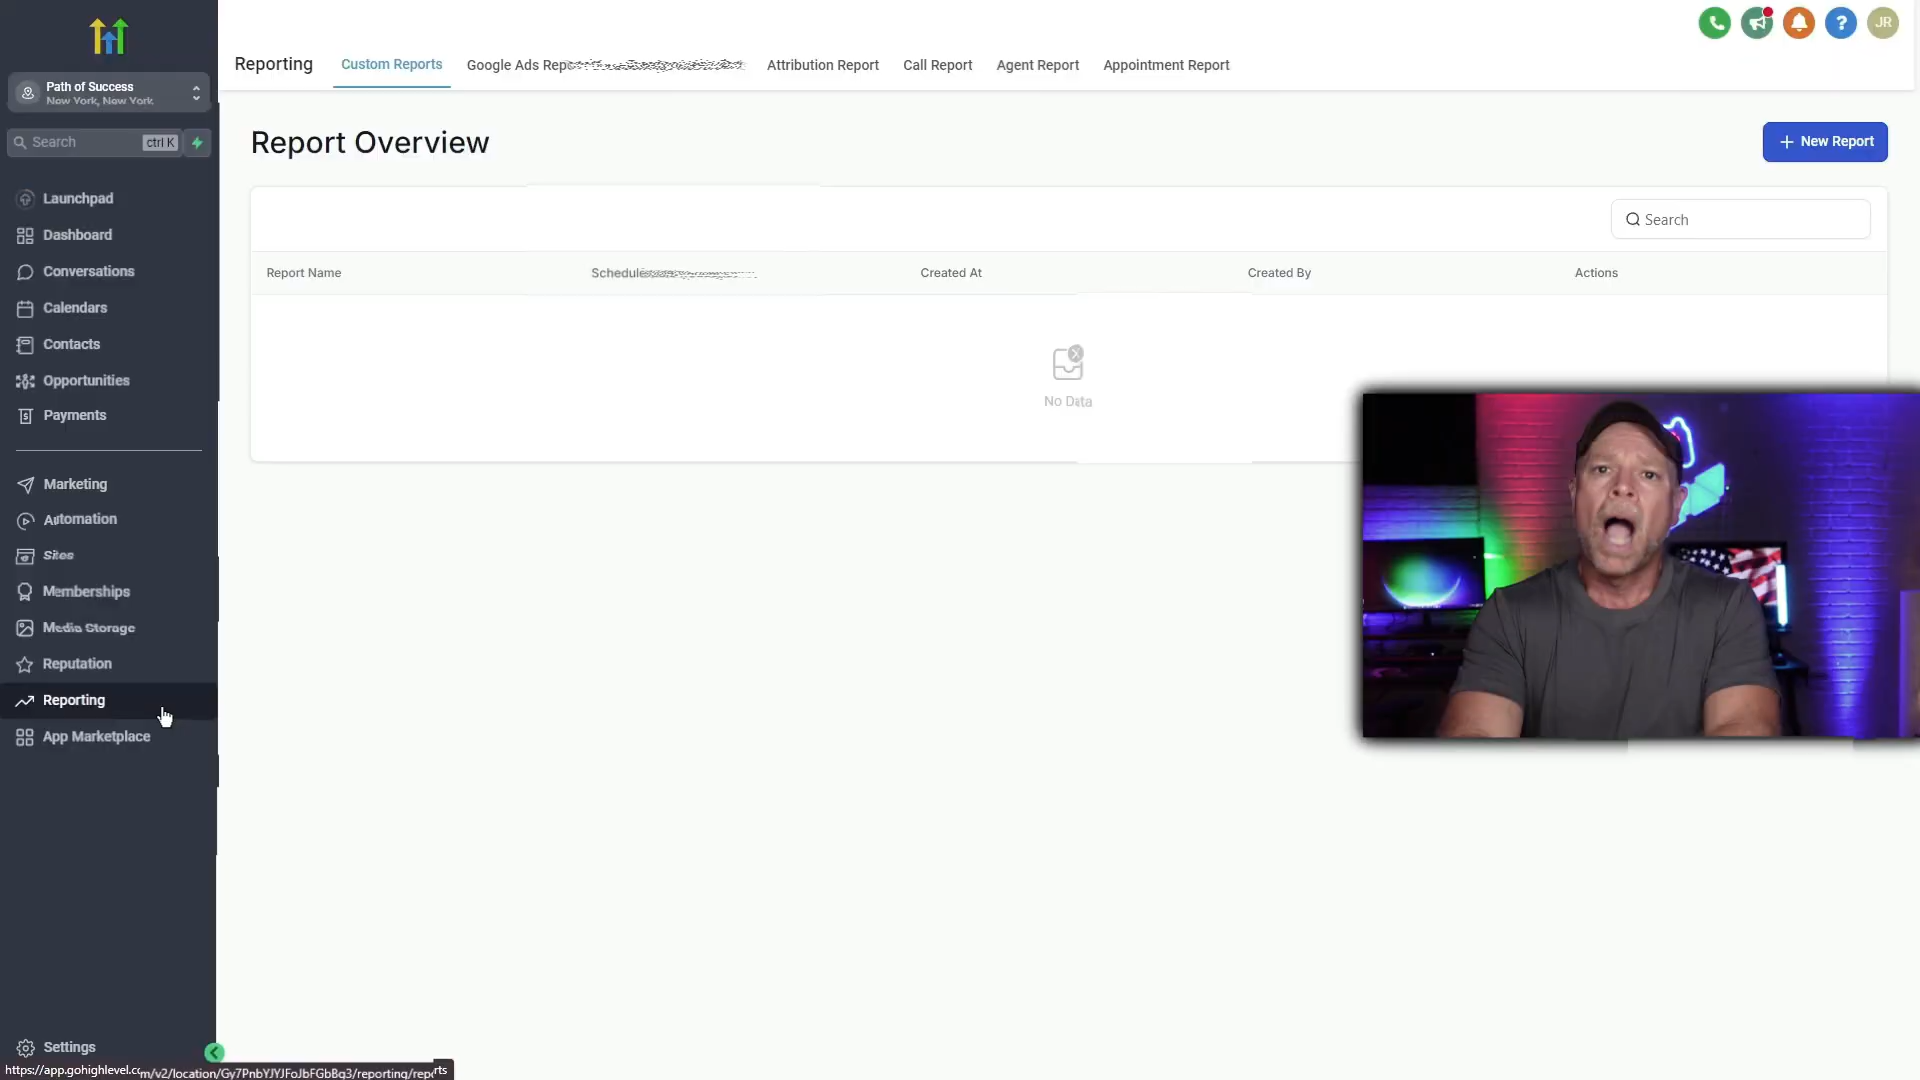 Path of Success
New York, New York
Search
ctrl K
Launchpad
Dashboard
Conversations
Calendars
Contacts
Opportunities
Payments
Marketing
Automation
Sites
Memberships
Media Storage
Reputation
Reporting
App Marketplace
Settings
Reporting
Custom Reports
Google Ads
Attribution Report
Call Report
Agent Report
Appointment Report
?
JR
Report Overview
New Report
Search
Report Name
Created At
Created By
Actions
No Data